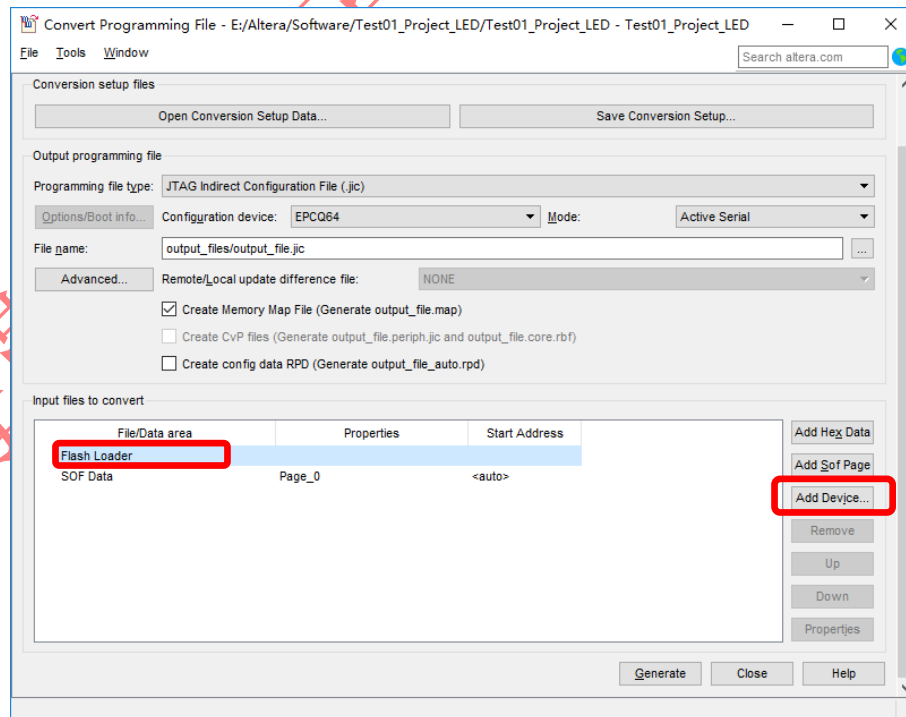 Convert Programming File - E:/Altera/Software/Test01_Project_LED/Test01_Project_LED - Test01_Project_LED
File Tools Window
Search altera.com
Conversion setup files
Open Conversion Setup Data... Save Conversion Setup...
Output programming file
Programming file type: JTAG Indirect Configuration File (.jic)
Options/Boot info... Configuration device: EPCQ64 Mode: Active Serial
File name: output_files/output_file.jic ...
Advanced... Remote/Local update difference file: NONE
Create Memory Map File (Generate output_file.map)
Create CvP files (Generate output_file.periph.jic and output_file.core.rbf)
Create config data RPD (Generate output_file_auto.rpd)
Input files to convert
File/Data area Properties Start Address
Flash Loader
SOF Data Page_0 <auto>
Add Hex Data
Add Sof Page
Add Device...
Remove
Up
Down
Properties
Generate Close Help